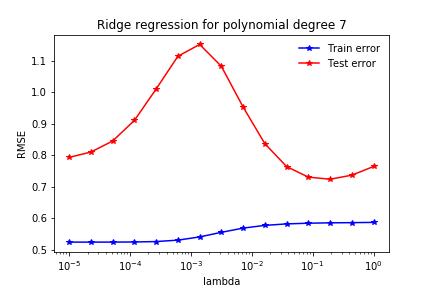 Ridge regression for polynomial degree 7
Train error
Test error
1.1
1.0
0.9
0.8
0.7
0.6
0.5
RMSE
10⁻⁵
10⁻⁴
10⁻³
10⁻²
10⁻¹
10⁰
lambda